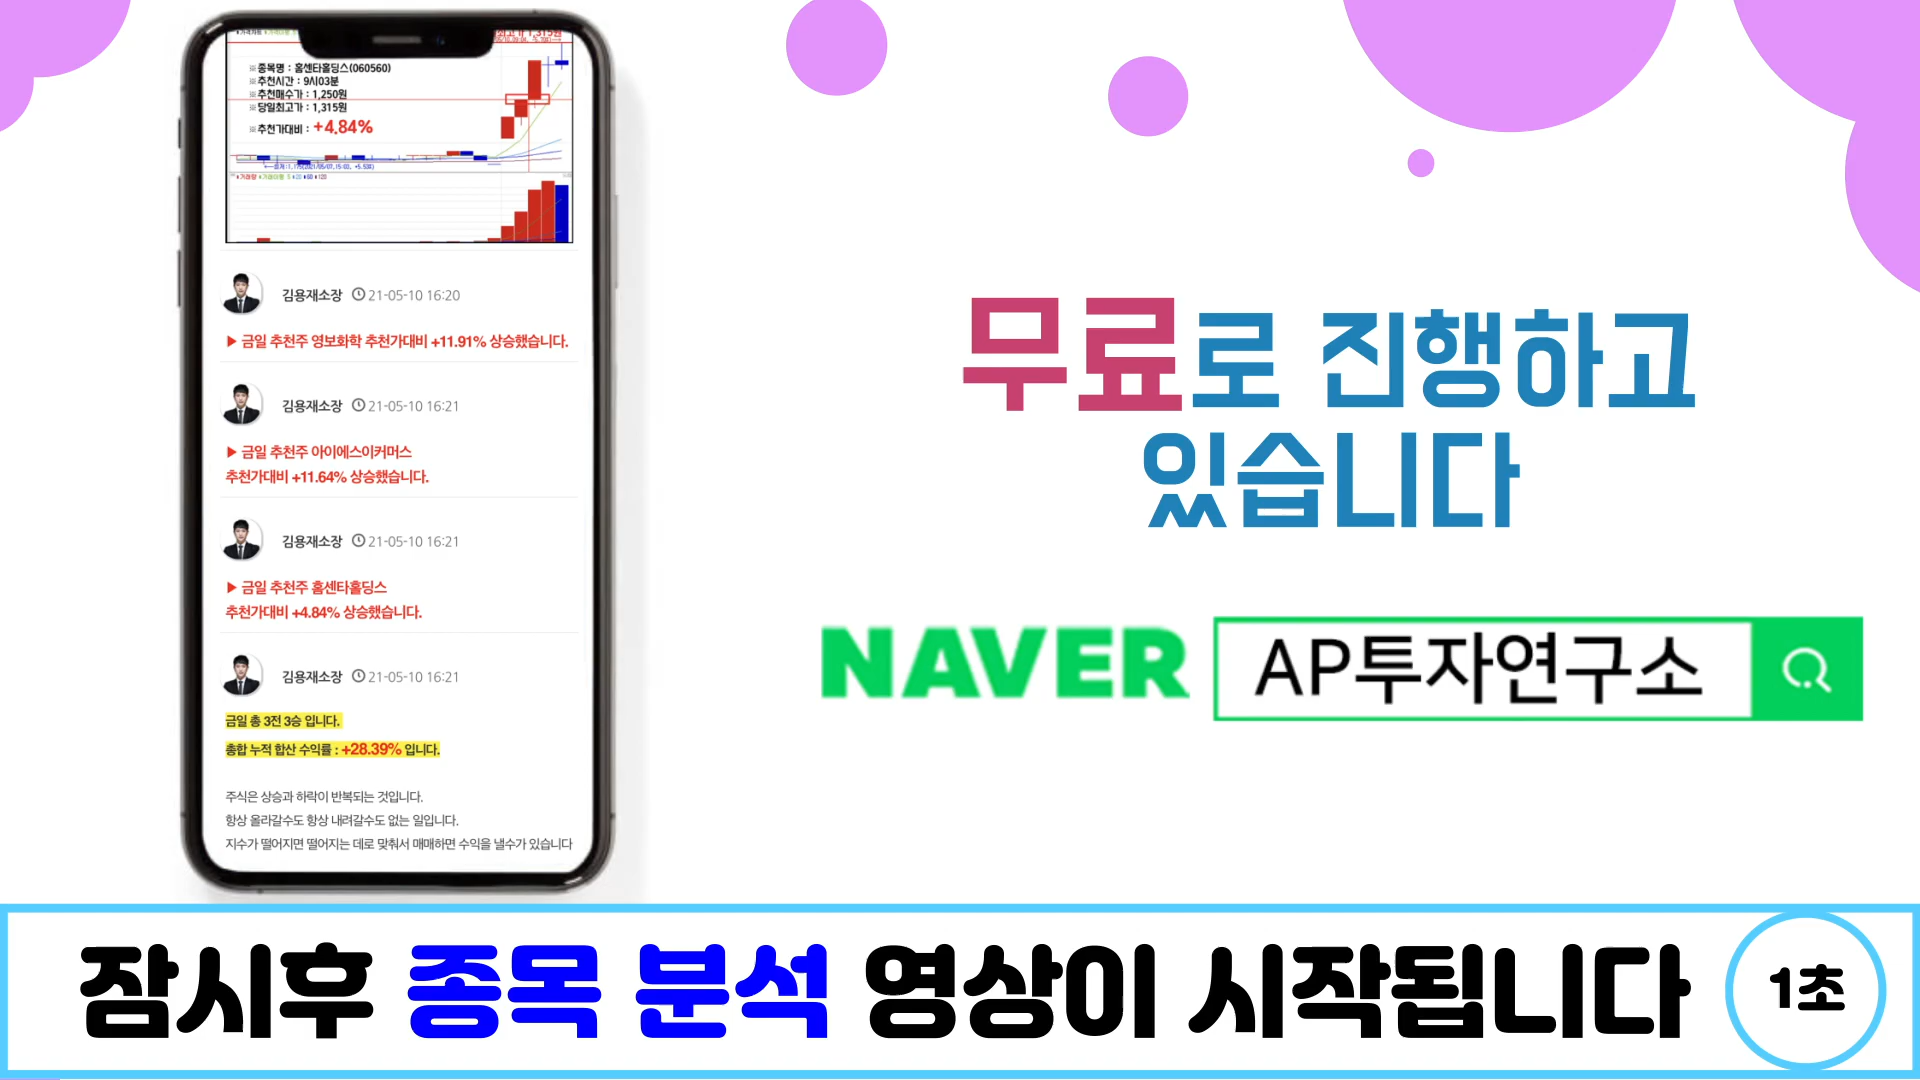 ※종목명 : 홈센타홀딩스(060560)
※추천시간 : 9시03분
※추천매수가 : 1,250원
※당일최고가 : 1,315원
※추천가대비 : +4.84%
김용재소장 21-05-10 16:20
▶ 금일 추천주 영보화학 추천가대비 +11.91% 상승했습니다.
김용재소장 21-05-10 16:21
▶ 금일 추천주 아이에스이커머스
추천가대비 +11.64% 상승했습니다.
김용재소장 21-05-10 16:21
▶ 금일 추천주 홈센타홀딩스
추천가대비 +4.84% 상승했습니다.
김용재소장 21-05-10 16:21
금일 총 3전 3승 입니다.
총합 누적 합산 수익률 : +28.39% 입니다.
주식은 상승과 하락이 반복되는 것입니다.
항상 올라갈수도 항상 내려갈수도 없는 일입니다.
지수가 떨어지면 떨어지는 데로 맞춰서 매매하면 수익을 낼수가 있습니다
무료로 진행하고
있습니다
NAVER AP투자연구소
잠시후 종목 분석 영상이 시작됩니다 1초